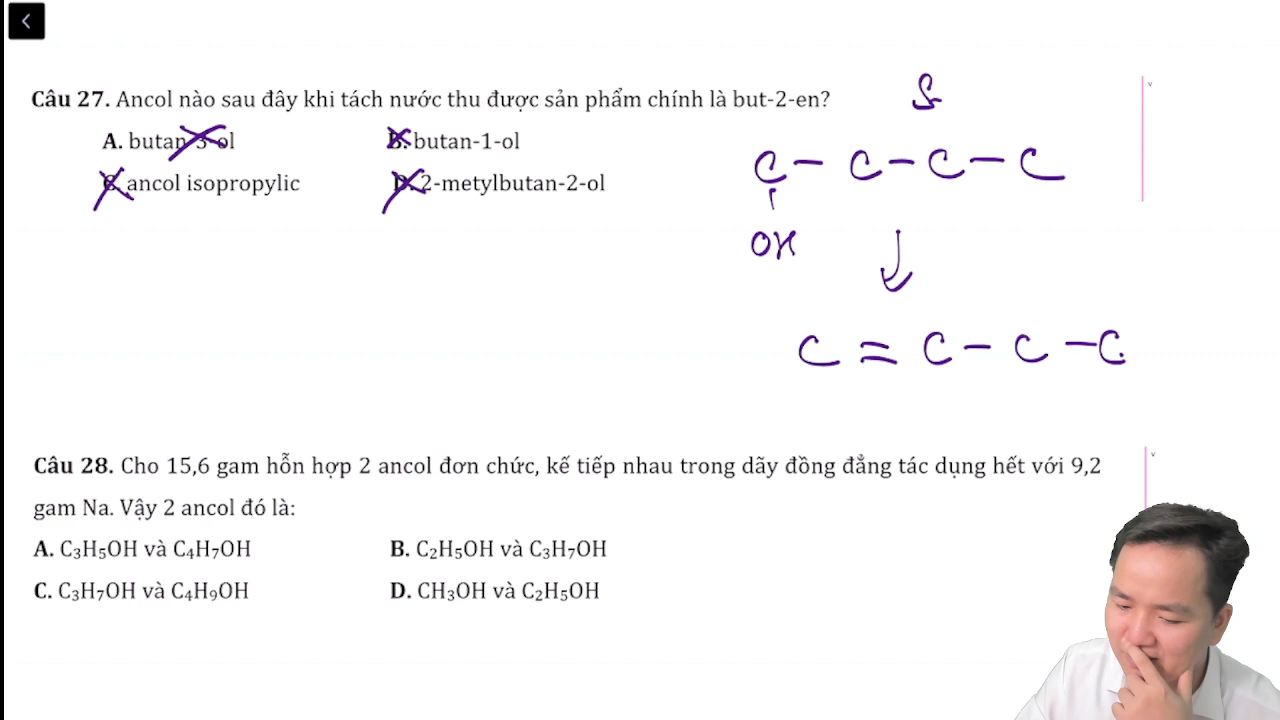 Câu 27. Ancol nào sau đây khi tách nước thu được sản phẩm chính là but-2-en?
A. butan-3-ol B. butan-1-ol
C. ancol isopropylic D. 2-metylbutan-2-ol
C - C - C - C
OH
C = C - C - C
Câu 28. Cho 15,6 gam hỗn hợp 2 ancol đơn chức, kế tiếp nhau trong dãy đồng đẳng tác dụng hết với 9,2
gam Na. Vậy 2 ancol đó là:
A. C₃H₅OH và C₄H₇OH B. C₂H₅OH và C₃H₇OH
C. C₃H₇OH và C₄H₉OH D. CH₃OH và C₂H₅OH